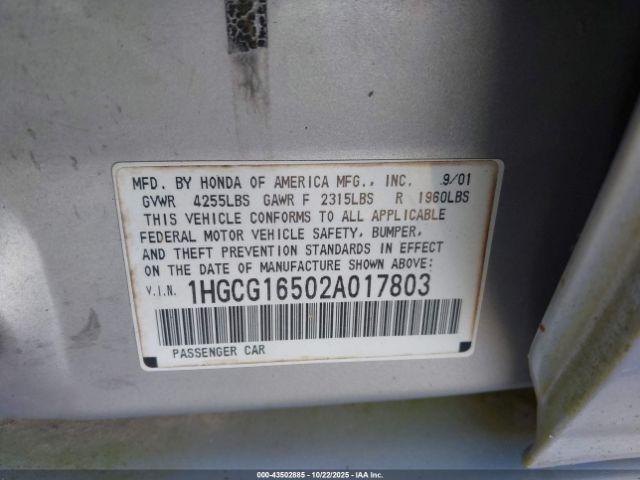 MFD. BY HONDA OF AMERICA MFG., INC. 9/01
GVWR 4255LBS GAWR F 2315LBS R 1960LBS
THIS VEHICLE CONFORMS TO ALL APPLICABLE
FEDERAL MOTOR VEHICLE SAFETY, BUMPER,
AND THEFT PREVENTION STANDARDS IN EFFECT
ON THE DATE OF MANUFACTURE SHOWN ABOVE:
V.I.N. 1HGCG16502A017803
PASSENGER CAR
000-43502885 - 10/22/2025 - IAAI.COM